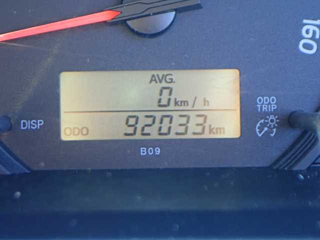 160
AVG.
0 km / h
ODO 92033 km
DISP
ODO
TRIP
B09